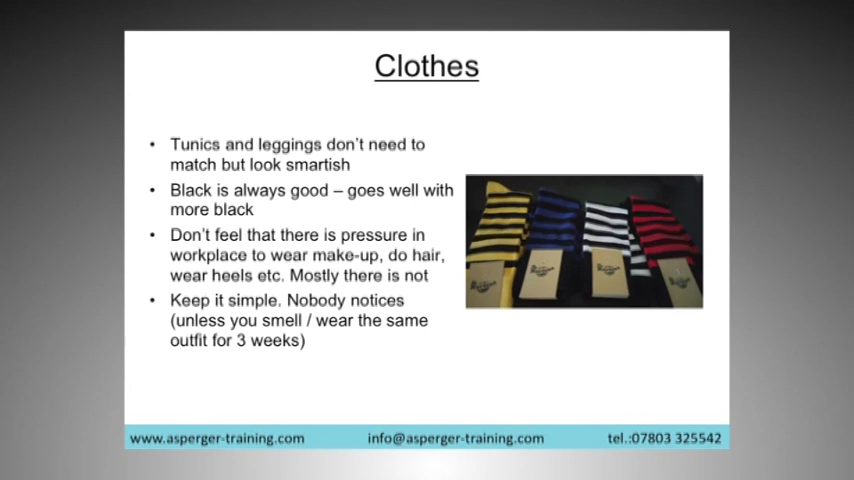 Clothes
• Tunics and leggings don't need to
match but look smartish
• Black is always good – goes well with
more black
• Don't feel that there is pressure in
workplace to wear make-up, do hair,
wear heels etc. Mostly there is not
• Keep it simple. Nobody notices
(unless you smell / wear the same
outfit for 3 weeks)
www.asperger-training.com info@asperger-training.com tel.:07803 325542